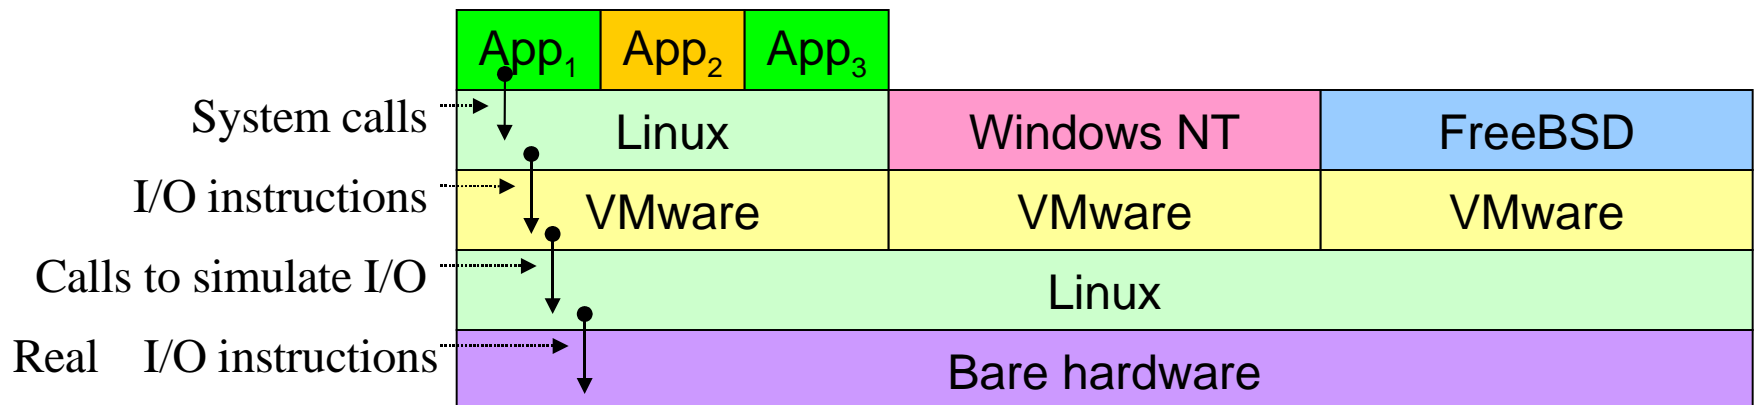 App₁ App₂ App₃
System calls
Linux Windows NT FreeBSD
I/O instructions
VMware VMware VMware
Calls to simulate I/O
Linux
Real I/O instructions
Bare hardware